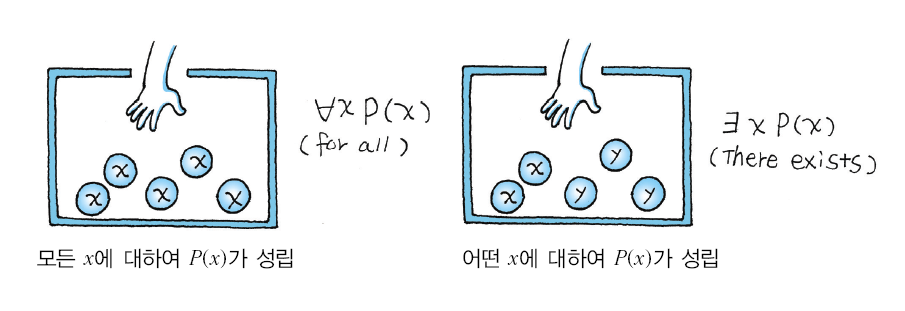 x x x x x
∀x P(x)
(for all)
모든 x에 대하여 P(x)가 성립
x x y y y
∃x P(x)
(There exists)
어떤 x에 대하여 P(x)가 성립